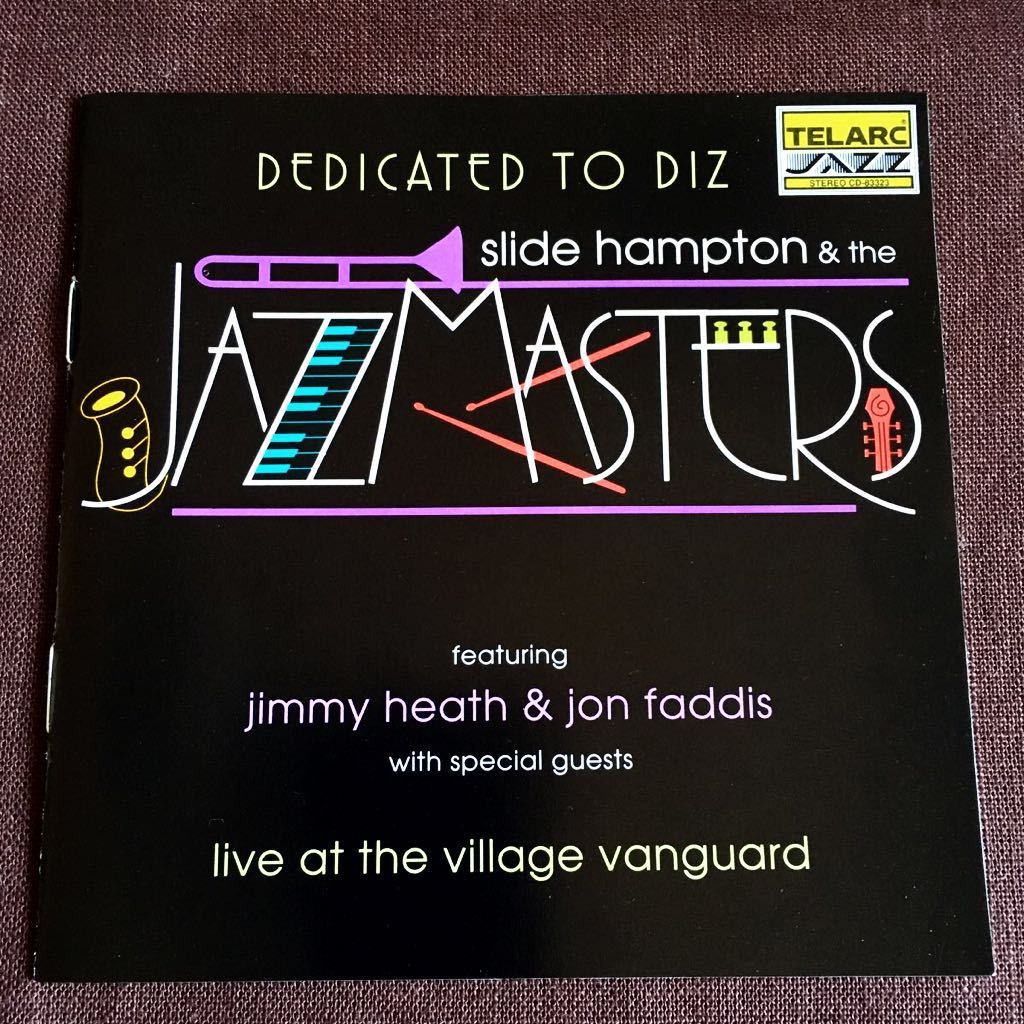 DEDICATED TO DIZ
TELARC®
JAZZ
STEREO CD-83323
slide hampton & the
JAZZMASTERS
featuring
jimmy heath & jon faddis
with special guests
live at the village vanguard